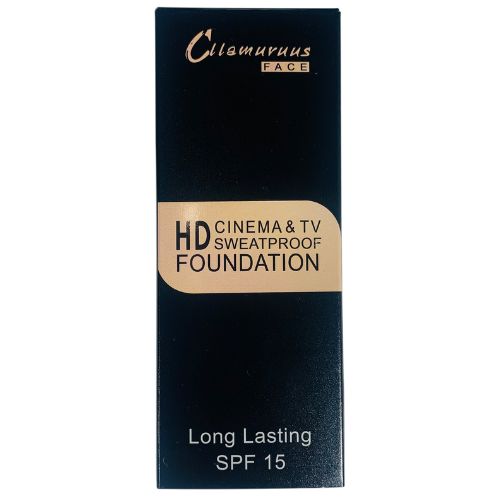 Cllamuruus
FACE
HD CINEMA & TV
SWEATPROOF
FOUNDATION
Long Lasting
SPF 15